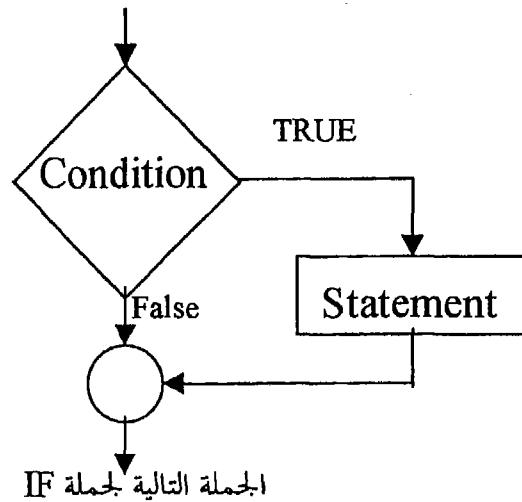 TRUE
Condition
False
Statement
الجملة التالية لجملة IF